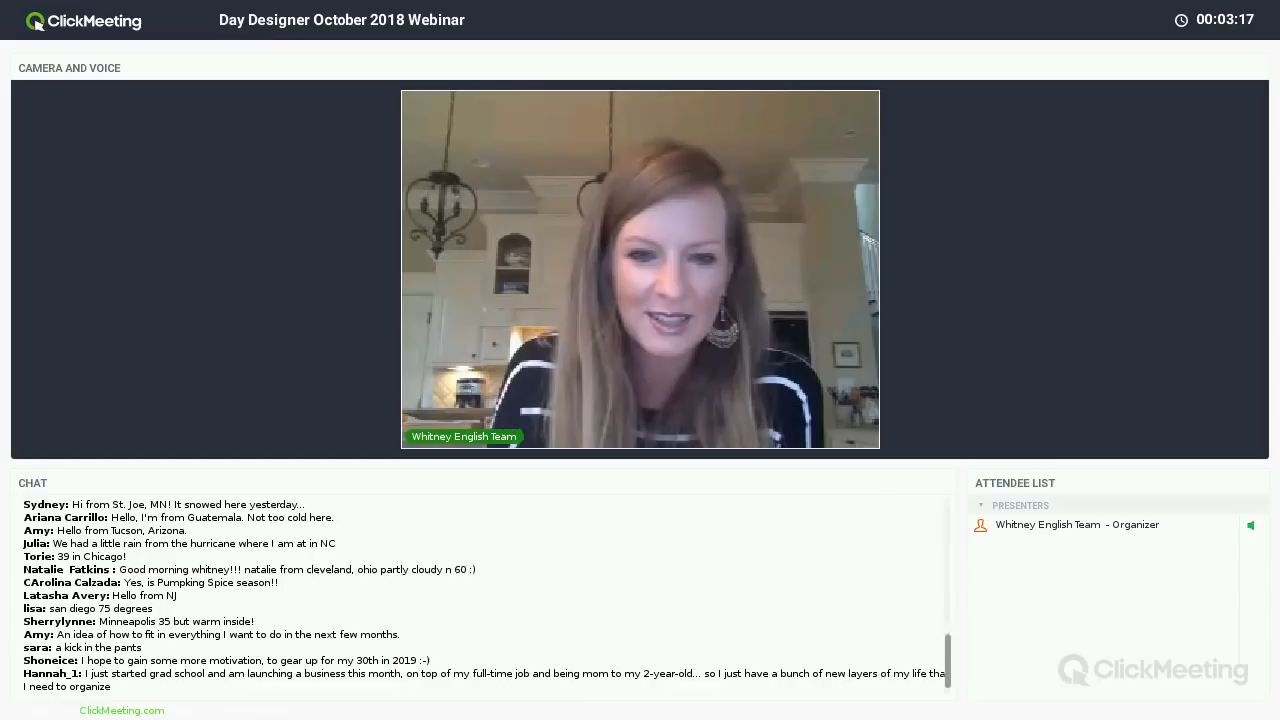 ClickMeeting
Day Designer October 2018 Webinar
00:03:17
CAMERA AND VOICE
Whitney English Team
CHAT
Sydney: Hi from St. Joe, MN! It snowed here yesterday...
Ariana Carrillo: Hello, I'm from Guatemala. Not too cold here.
Amy: Hello from Tucson, Arizona.
Julia: We had a little rain from the hurricane where I am at in NC
Torie: 39 in Chicago!
Natalie Fatkins : Good morning whitney!!! natalie from cleveland, ohio partly cloudy n 60 :)
CArolina Calzada: Yes, is Pumpking Spice season!!
Latasha Avery: Hello from NJ
lisa: san diego 75 degrees
Sherrylynne: Minneapolis 35 but warm inside!
Amy: An idea of how to fit in everything I want to do in the next few months.
sara: a kick in the pants
Shoneice: I hope to gain some more motivation, to gear up for my 30th in 2019 :-)
Hannah_1: I just started grad school and am launching a business this month, on top of my full-time job and being mom to my 2-year-old... so I just have a bunch of new layers of my life tha
I need to organize
ATTENDEE LIST
PRESENTERS
Whitney English Team - Organizer
ClickMeeting
ClickMeeting.com